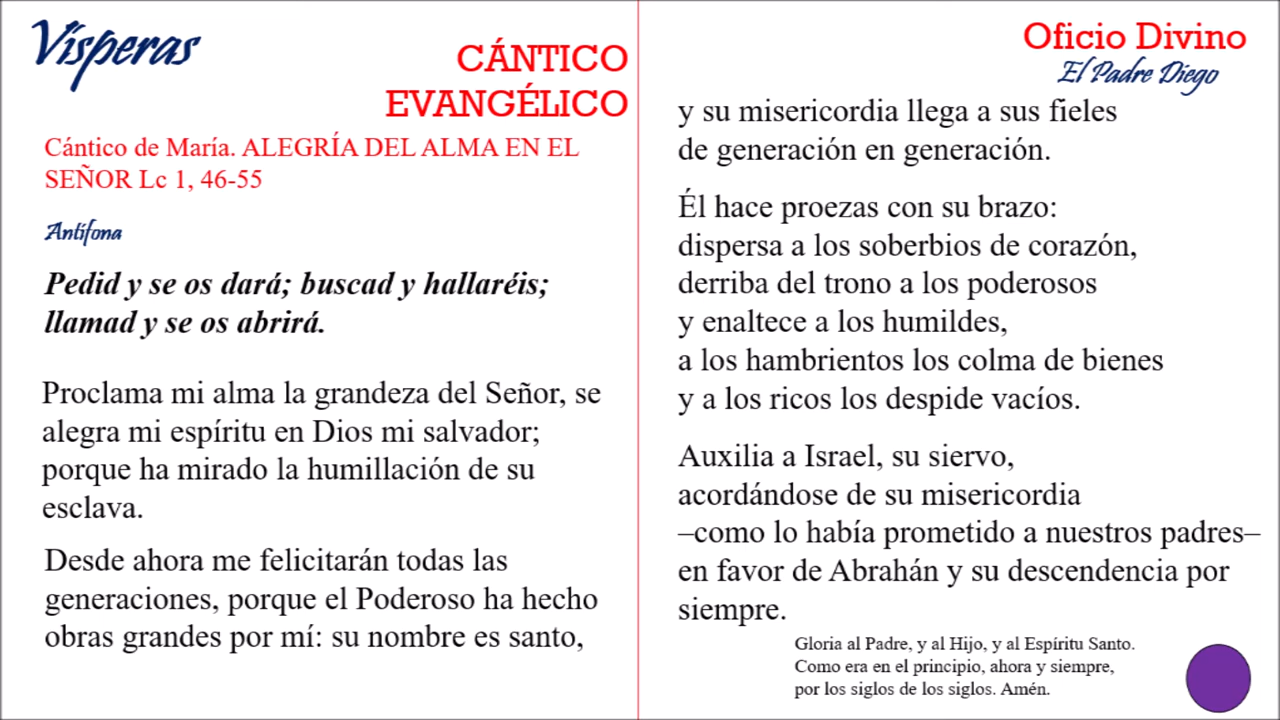 Vísperas
CÁNTICO
EVANGÉLICO
Cántico de María. ALEGRÍA DEL ALMA EN EL
SEÑOR Lc 1, 46-55
Antífona
Pedid y se os dará; buscad y hallaréis;
llamad y se os abrirá.
Proclama mi alma la grandeza del Señor, se
alegra mi espíritu en Dios mi salvador;
porque ha mirado la humillación de su
esclava.
Desde ahora me felicitarán todas las
generaciones, porque el Poderoso ha hecho
obras grandes por mí: su nombre es santo,
Oficio Divino
El Padre Diego
y su misericordia llega a sus fieles
de generación en generación.
Él hace proezas con su brazo:
dispersa a los soberbios de corazón,
derriba del trono a los poderosos
y enaltece a los humildes,
a los hambrientos los colma de bienes
y a los ricos los despide vacíos.
Auxilia a Israel, su siervo,
acordándose de su misericordia
–como lo había prometido a nuestros padres–
en favor de Abrahán y su descendencia por
siempre.
Gloria al Padre, y al Hijo, y al Espíritu Santo.
Como era en el principio, ahora y siempre,
por los siglos de los siglos. Amén.